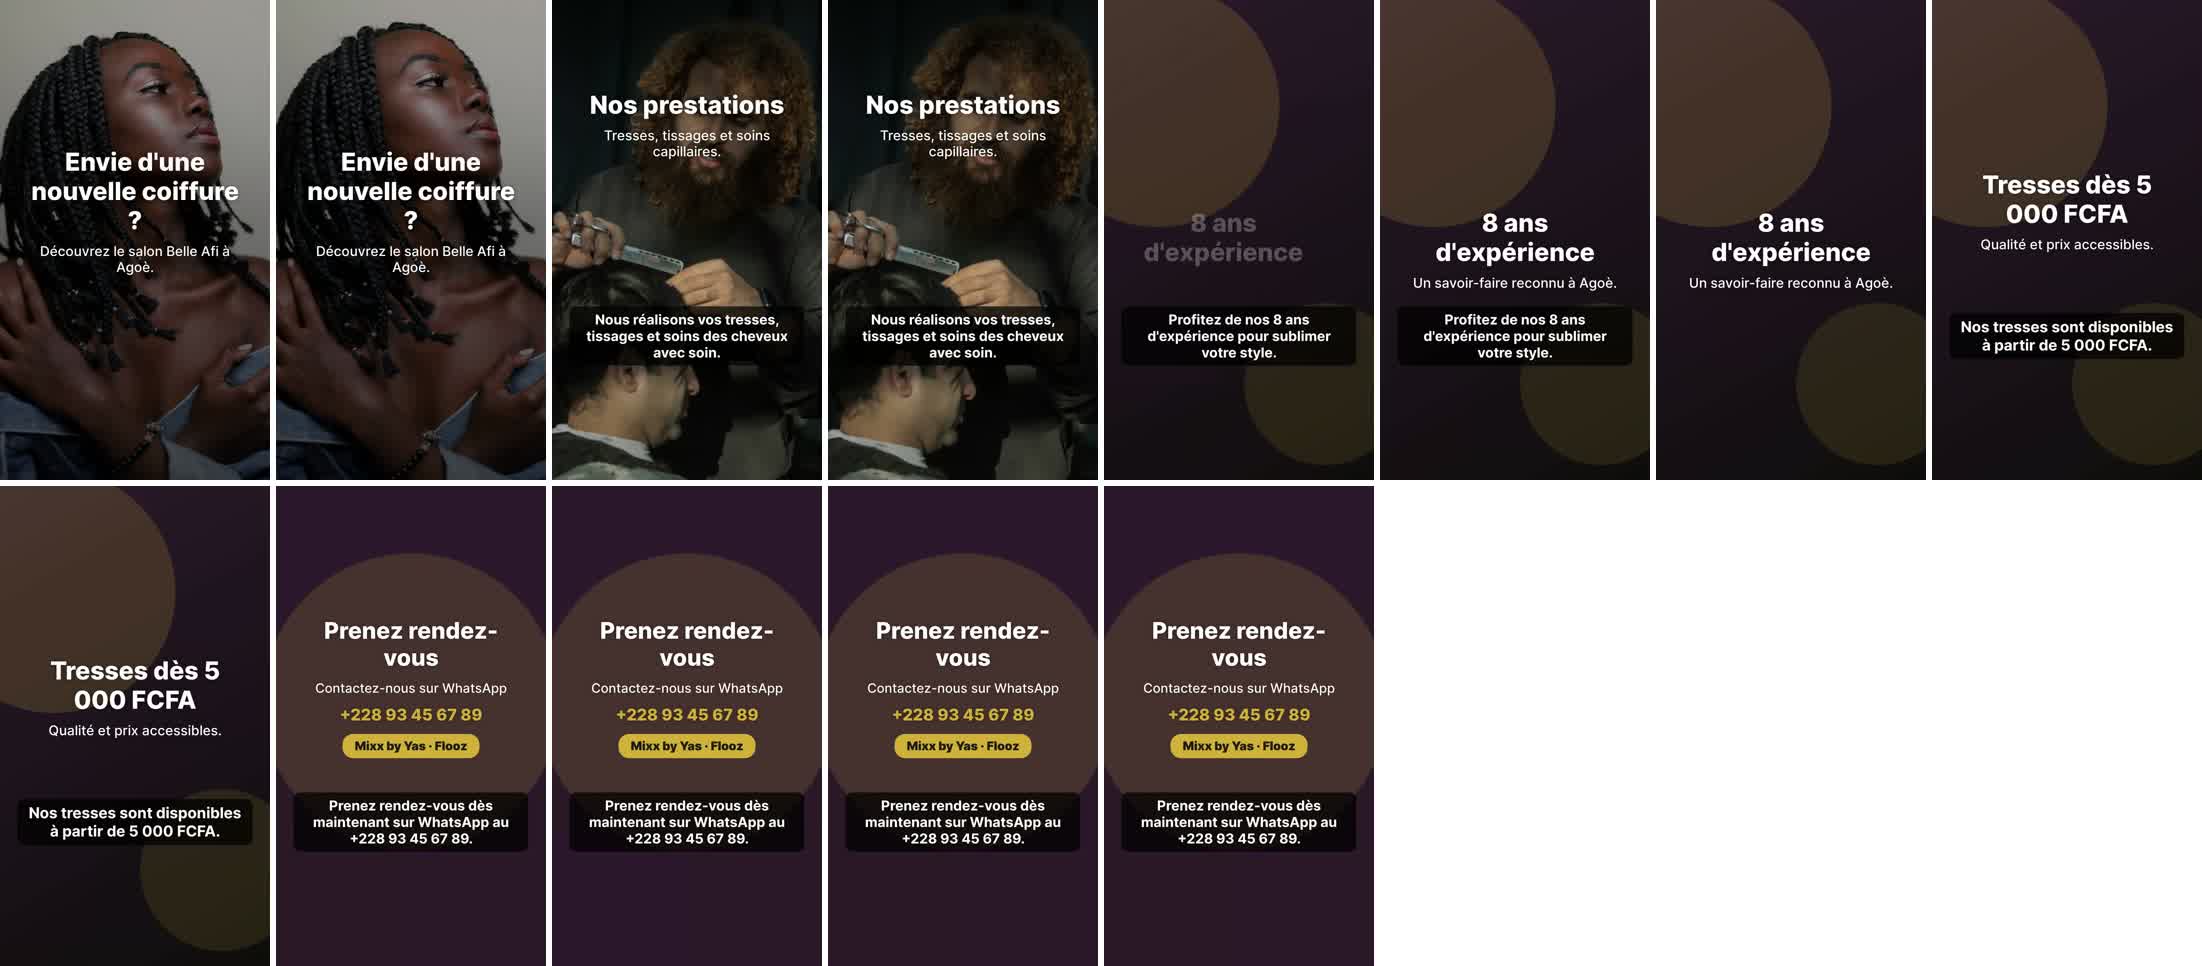 Envie d'une
nouvelle coiffure
?
Découvrez le salon Belle Afi à
Agoè.
Envie d'une
nouvelle coiffure
?
Découvrez le salon Belle Afi à
Agoè.
Nos prestations
Tresses, tissages et soins
capillaires.
Nous réalisons vos tresses,
tissages et soins des cheveux
avec soin.
Nos prestations
Tresses, tissages et soins
capillaires.
Nous réalisons vos tresses,
tissages et soins des cheveux
avec soin.
8 ans
d'expérience
Profitez de nos 8 ans
d'expérience pour sublimer
votre style.
8 ans
d'expérience
Un savoir-faire reconnu à Agoè.
Profitez de nos 8 ans
d'expérience pour sublimer
votre style.
8 ans
d'expérience
Un savoir-faire reconnu à Agoè.
Tresses dès 5
000 FCFA
Qualité et prix accessibles.
Nos tresses sont disponibles
à partir de 5 000 FCFA.
Tresses dès 5
000 FCFA
Qualité et prix accessibles.
Nos tresses sont disponibles
à partir de 5 000 FCFA.
Prenez rendez-
vous
Contactez-nous sur WhatsApp
+228 93 45 67 89
Mixx by Yas · Flooz
Prenez rendez-vous dès
maintenant sur WhatsApp au
+228 93 45 67 89.
Prenez rendez-
vous
Contactez-nous sur WhatsApp
+228 93 45 67 89
Mixx by Yas · Flooz
Prenez rendez-vous dès
maintenant sur WhatsApp au
+228 93 45 67 89.
Prenez rendez-
vous
Contactez-nous sur WhatsApp
+228 93 45 67 89
Mixx by Yas · Flooz
Prenez rendez-vous dès
maintenant sur WhatsApp au
+228 93 45 67 89.
Prenez rendez-
vous
Contactez-nous sur WhatsApp
+228 93 45 67 89
Mixx by Yas · Flooz
Prenez rendez-vous dès
maintenant sur WhatsApp au
+228 93 45 67 89.